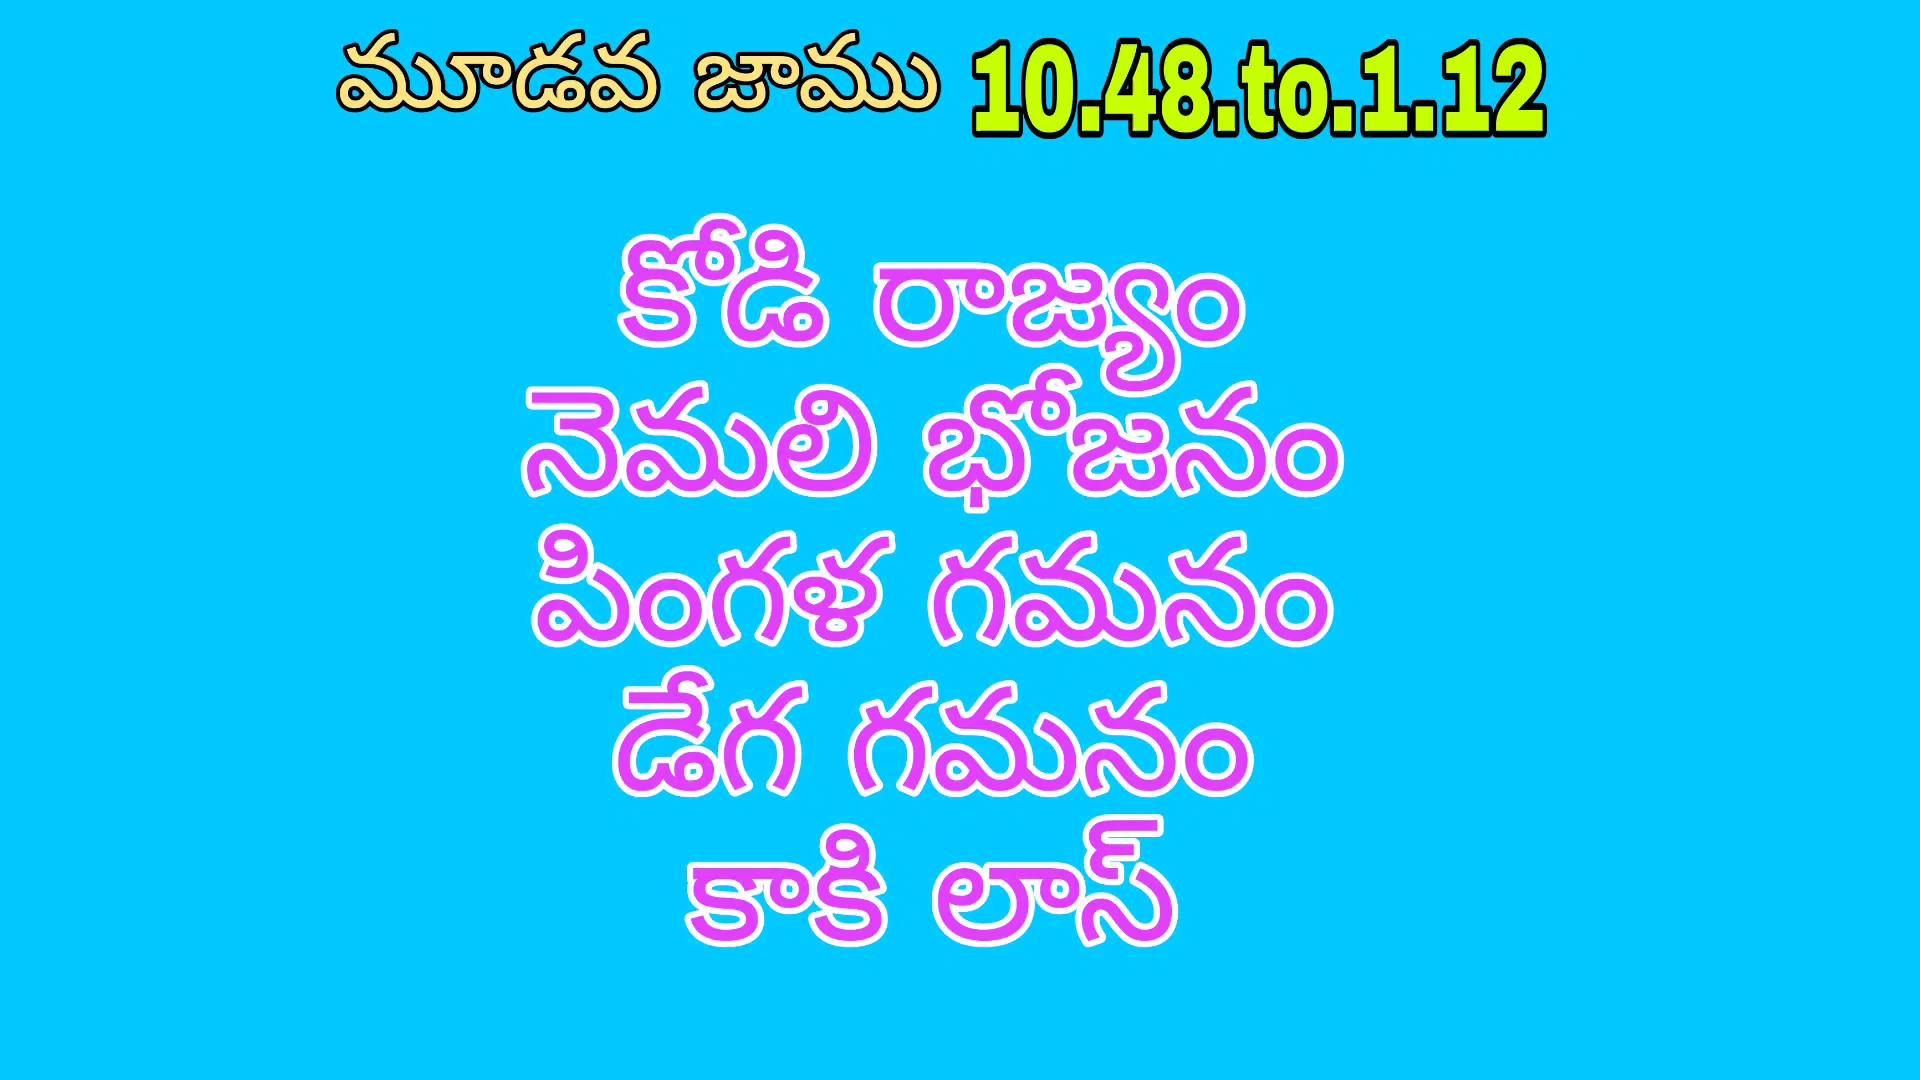 మూడవ జాము 10.48.to.1.12
కోడి రాజ్యం
నెమలి భోజనం
పింగళ గమనం
డేగ గమనం
కాకి లాస్